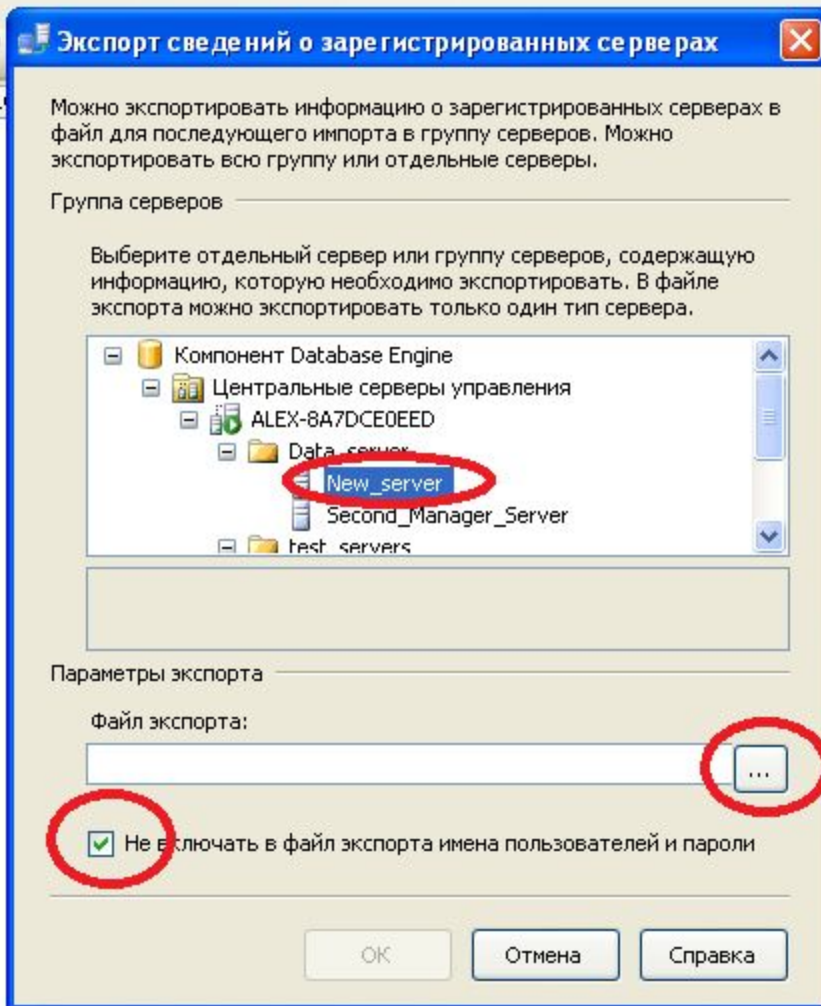 Экспорт сведений о зарегистрированных серверах
Можно экспортировать информацию о зарегистрированных серверах в
файл для последующего импорта в группу серверов. Можно
экспортировать всю группу или отдельные серверы.
Группа серверов
Выберите отдельный сервер или группу серверов, содержащую
информацию, которую необходимо экспортировать. В файле
экспорта можно экспортировать только один тип сервера.
Компонент Database Engine
Центральные серверы управления
ALEX-8A7DCE0EED
Data_server
New_server
Second_Manager_Server
test_servers
Параметры экспорта
Файл экспорта:
...
Не включать в файл экспорта имена пользователей и пароли
ОК
Отмена
Справка